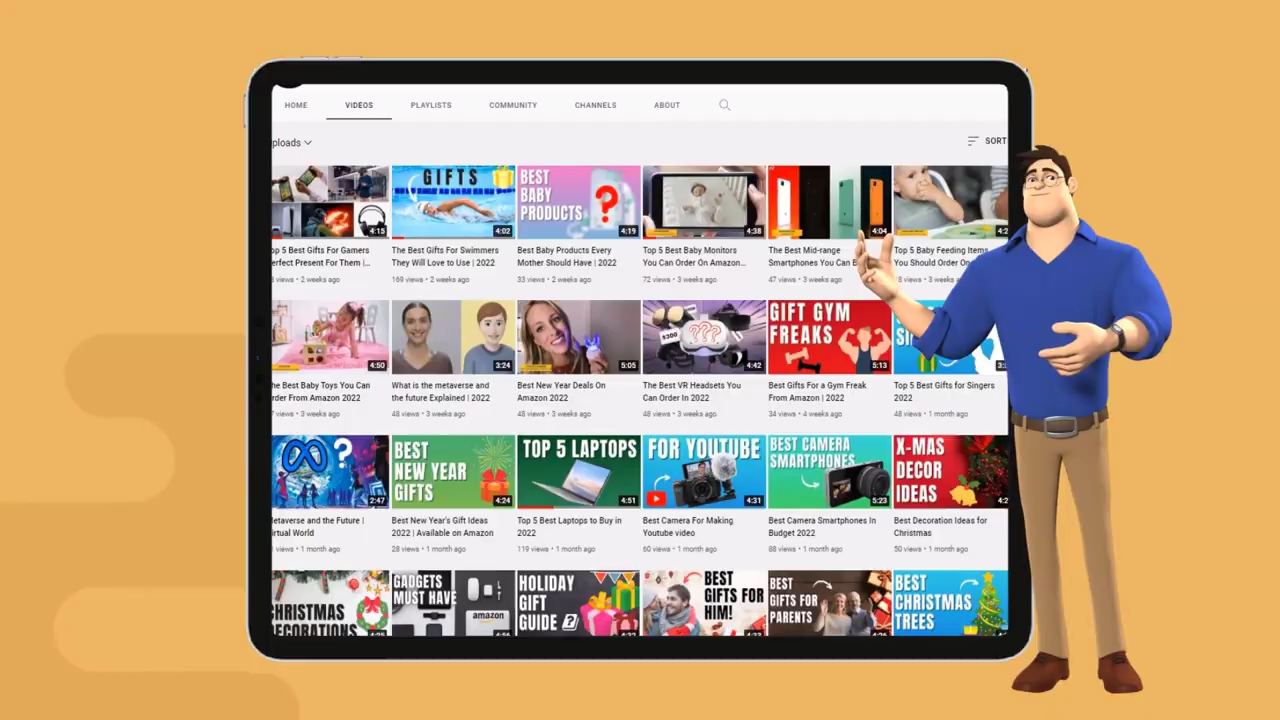 HOME VIDEOS PLAYLISTS COMMUNITY CHANNELS ABOUT
ploads
SORT
4:15
GIFTS
4:02
BEST
BABY
PRODUCTS
?
4:19
4:38
4:04
4:2
op 5 Best Gifts For Gamers
erfect Present For Them |...
views • 2 weeks ago
The Best Gifts For Swimmers
They Will Love to Use | 2022
169 views • 2 weeks ago
Best Baby Products Every
Mother Should Have | 2022
33 views • 2 weeks ago
Top 5 Best Baby Monitors
You Can Order On Amazon...
72 views • 3 weeks ago
The Best Mid-range
Smartphones You Can B
47 views • 3 weeks ago
Top 5 Baby Feeding Items
You Should Order On
views • 3 weeks ago
4:50
3:24
5:05
$300
???
4:42
GIFT GYM
FREAKS
5:13
SI
3:
he Best Baby Toys You Can
rder From Amazon 2022
views • 3 weeks ago
What is the metaverse and
the future Explained | 2022
48 views • 3 weeks ago
Best New Year Deals On
Amazon 2022
48 views • 3 weeks ago
The Best VR Headsets You
Can Order In 2022
48 views • 3 weeks ago
Best Gifts For a Gym Freak
From Amazon | 2022
34 views • 4 weeks ago
Top 5 Best Gifts for Singers
2022
48 views • 1 month ago
?
2:47
BEST
NEW YEAR
GIFTS
4:24
TOP 5 LAPTOPS
4:51
FOR YOUTUBE
4:31
BEST CAMERA
SMARTPHONES
5:23
X-MAS
DECOR
IDEAS
4:2
etaverse and the Future |
irtual World
views • 1 month ago
Best New Year's Gift Ideas
2022 | Available on Amazon
28 views • 1 month ago
Top 5 Best Laptops to Buy in
2022
119 views • 1 month ago
Best Camera For Making
Youtube video
60 views • 1 month ago
Best Camera Smartphones In
Budget 2022
88 views • 1 month ago
Best Decoration Ideas for
Christmas
50 views • 1 month ago
CHRISTMAS
DECORATIONS
GADGETS
MUST HAVE
amazon
HOLIDAY
GIFT
GUIDE ?
BEST
GIFTS FOR
HIM!
BEST
GIFTS FOR
PARENTS
BEST
CHRISTMAS
TREES